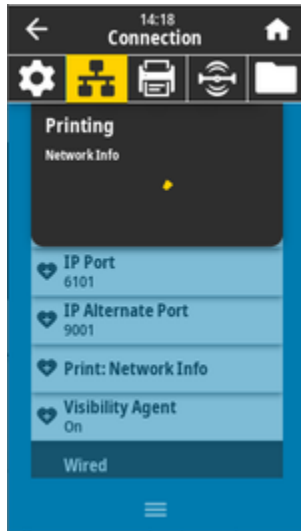 14:18
Connection
Printing
Network Info
IP Port
6101
IP Alternate Port
9001
Print: Network Info
Visibility Agent
On
Wired